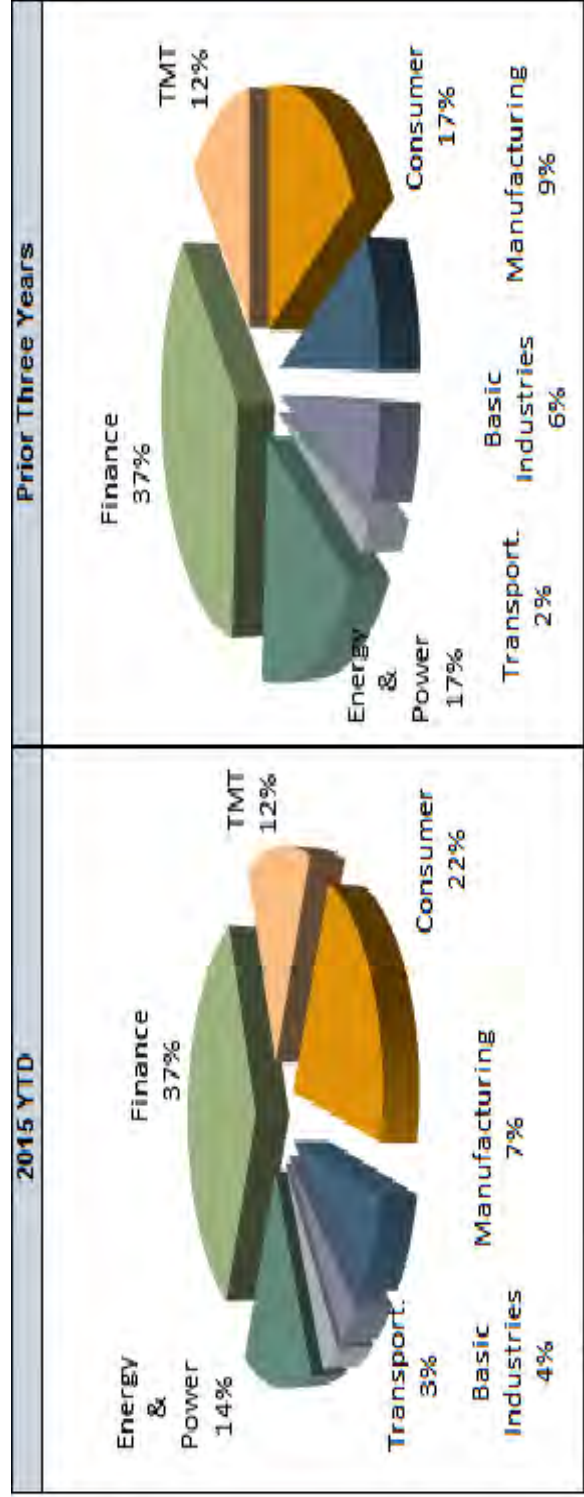 2015 YTD
Finance
37%
TMT
12%
Consumer
22%
Manufacturing
7%
Basic
Industries
4%
Transport.
3%
Energy
&
Power
14%
Prior Three Years
Finance
37%
TMT
12%
Consumer
17%
Manufacturing
9%
Basic
Industries
6%
Transport.
2%
Energy
&
Power
17%